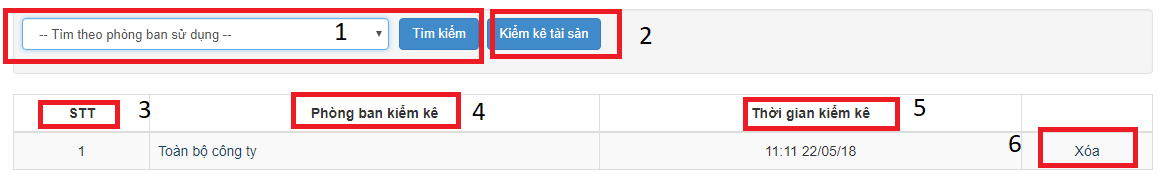 -- Tìm theo phòng ban sử dụng -- 1 Tìm kiếm Kiểm kê tài sản 2
STT 3 Phòng ban kiểm kê 4 Thời gian kiểm kê 5
1 Toàn bộ công ty 11:11 22/05/18 6 Xóa